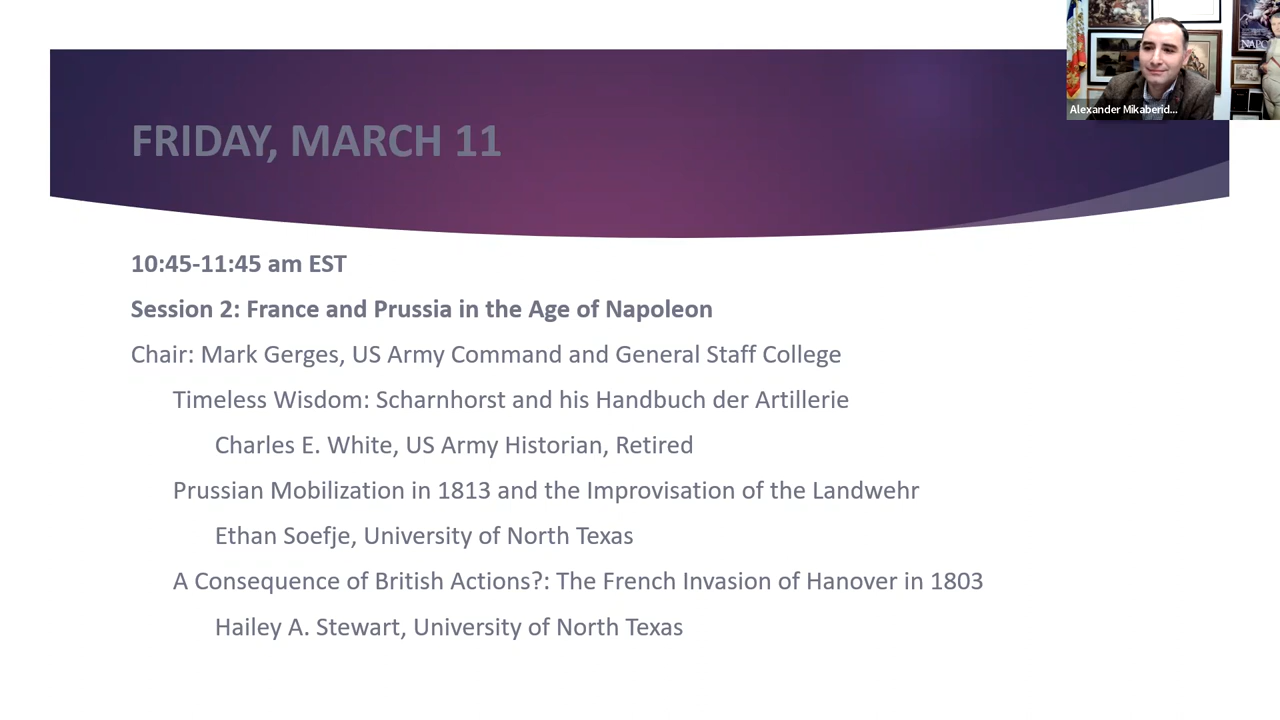 Alexander Mikaberid...
FRIDAY, MARCH 11
10:45-11:45 am EST
Session 2: France and Prussia in the Age of Napoleon
Chair: Mark Gerges, US Army Command and General Staff College
Timeless Wisdom: Scharnhorst and his Handbuch der Artillerie
Charles E. White, US Army Historian, Retired
Prussian Mobilization in 1813 and the Improvisation of the Landwehr
Ethan Soefje, University of North Texas
A Consequence of British Actions?: The French Invasion of Hanover in 1803
Hailey A. Stewart, University of North Texas